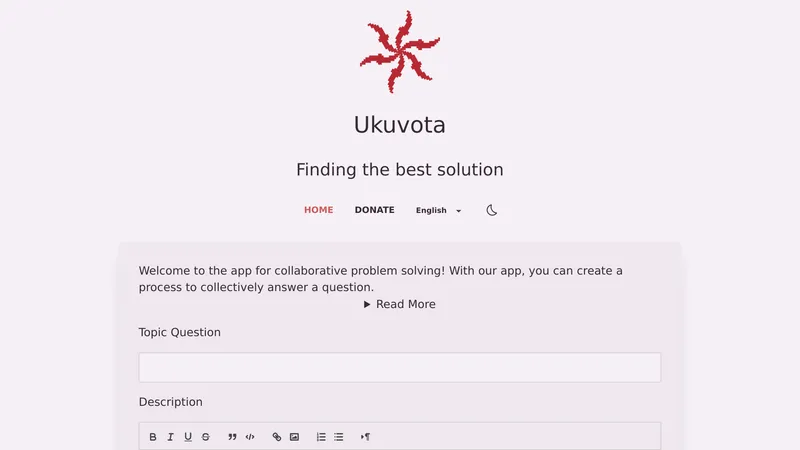 Ukuvota
Finding the best solution
HOME DONATE English
Welcome to the app for collaborative problem solving! With our app, you can create a
process to collectively answer a question.
Read More
Topic Question
Description